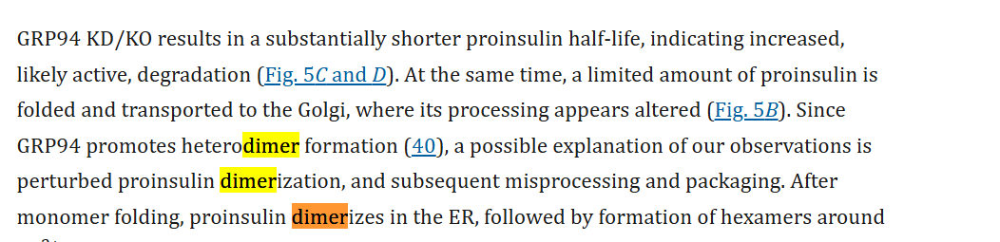 GRP94 KD/KO results in a substantially shorter proinsulin half-life, indicating increased,
likely active, degradation (Fig. 5C and D). At the same time, a limited amount of proinsulin is
folded and transported to the Golgi, where its processing appears altered (Fig. 5B). Since
GRP94 promotes heterodimer formation (40), a possible explanation of our observations is
perturbed proinsulin dimerization, and subsequent misprocessing and packaging. After
monomer folding, proinsulin dimerizes in the ER, followed by formation of hexamers around